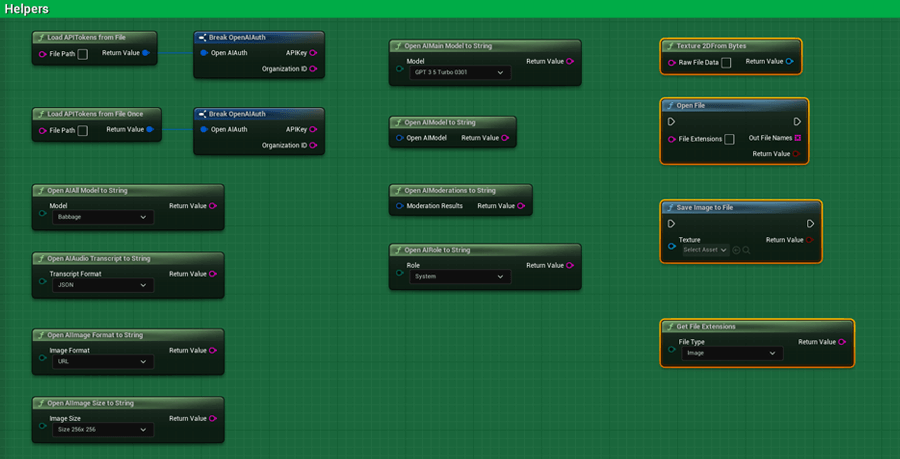 Helpers
Load APITokens from File
File Path
Return Value
Break OpenAIAuth
Open AIAuth
APIKey
Organization ID
Load APITokens from File Once
File Path
Return Value
Break OpenAIAuth
Open AIAuth
APIKey
Organization ID
Open AIAll Model to String
Model
Babbage
Return Value
Open AIAudio Transcript to String
Transcript Format
JSON
Return Value
Open AIImage Format to String
Image Format
URL
Return Value
Open AIImage Size to String
Image Size
Size 256x 256
Return Value
Open AIMain Model to String
Model
GPT 3 5 Turbo 0301
Return Value
Open AIModel to String
Open AIModel
Return Value
Open AIModerations to String
Moderation Results
Return Value
Open AIRole to String
Role
System
Return Value
Texture 2DFrom Bytes
Raw File Data
Return Value
Open File
File Extensions
Out File Names
Return Value
Save Image to File
Texture
Select Asset
Return Value
Get File Extensions
File Type
Image
Return Value